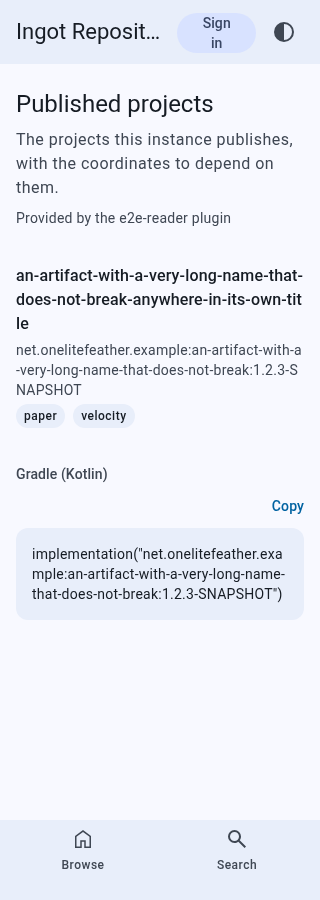 Ingot Reposit…
Sign
in
Published projects
The projects this instance publishes,
with the coordinates to depend on
them.
Provided by the e2e-reader plugin
an-artifact-with-a-very-long-name-that-
does-not-break-anywhere-in-its-own-tit
le
net.onelitefeather.example:an-artifact-with-a
-very-long-name-that-does-not-break:1.2.3-S
NAPSHOT
paper velocity
Gradle (Kotlin)
Copy
implementation("net.onelitefeather.exa
mple:an-artifact-with-a-very-long-name-
that-does-not-break:1.2.3-SNAPSHOT")
Browse Search